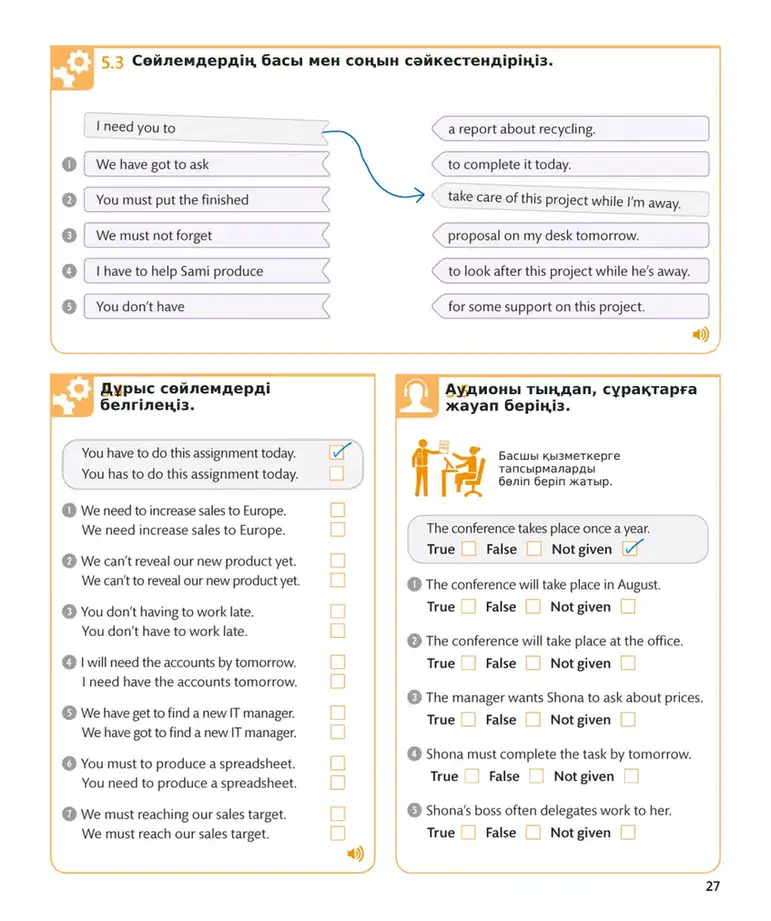 5.3 Сөйлемдердің басы мен соңын сәйкестендіріңіз.
I need you to
a report about recycling.
1 We have got to ask
to complete it today.
2 You must put the finished
take care of this project while I'm away.
3 We must not forget
proposal on my desk tomorrow.
4 I have to help Sami produce
to look after this project while he's away.
5 You don't have
for some support on this project.
Дұрыс сөйлемдерді
белгілеңіз.
You have to do this assignment today.
You has to do this assignment today.
1 We need to increase sales to Europe.
We need increase sales to Europe.
2 We can't reveal our new product yet.
We can't to reveal our new product yet.
3 You don't having to work late.
You don't have to work late.
4 I will need the accounts by tomorrow.
I need have the accounts tomorrow.
5 We have get to find a new IT manager.
We have got to find a new IT manager.
6 You must to produce a spreadsheet.
You need to produce a spreadsheet.
7 We must reaching our sales target.
We must reach our sales target.
Аудионы тыңдап, сұрақтарға
жауап беріңіз.
Басшы қызметкерге
тапсырмаларды
бөліп беріп жатыр.
The conference takes place once a year.
True False Not given
1 The conference will take place in August.
True False Not given
2 The conference will take place at the office.
True False Not given
3 The manager wants Shona to ask about prices.
True False Not given
4 Shona must complete the task by tomorrow.
True False Not given
5 Shona's boss often delegates work to her.
True False Not given
27